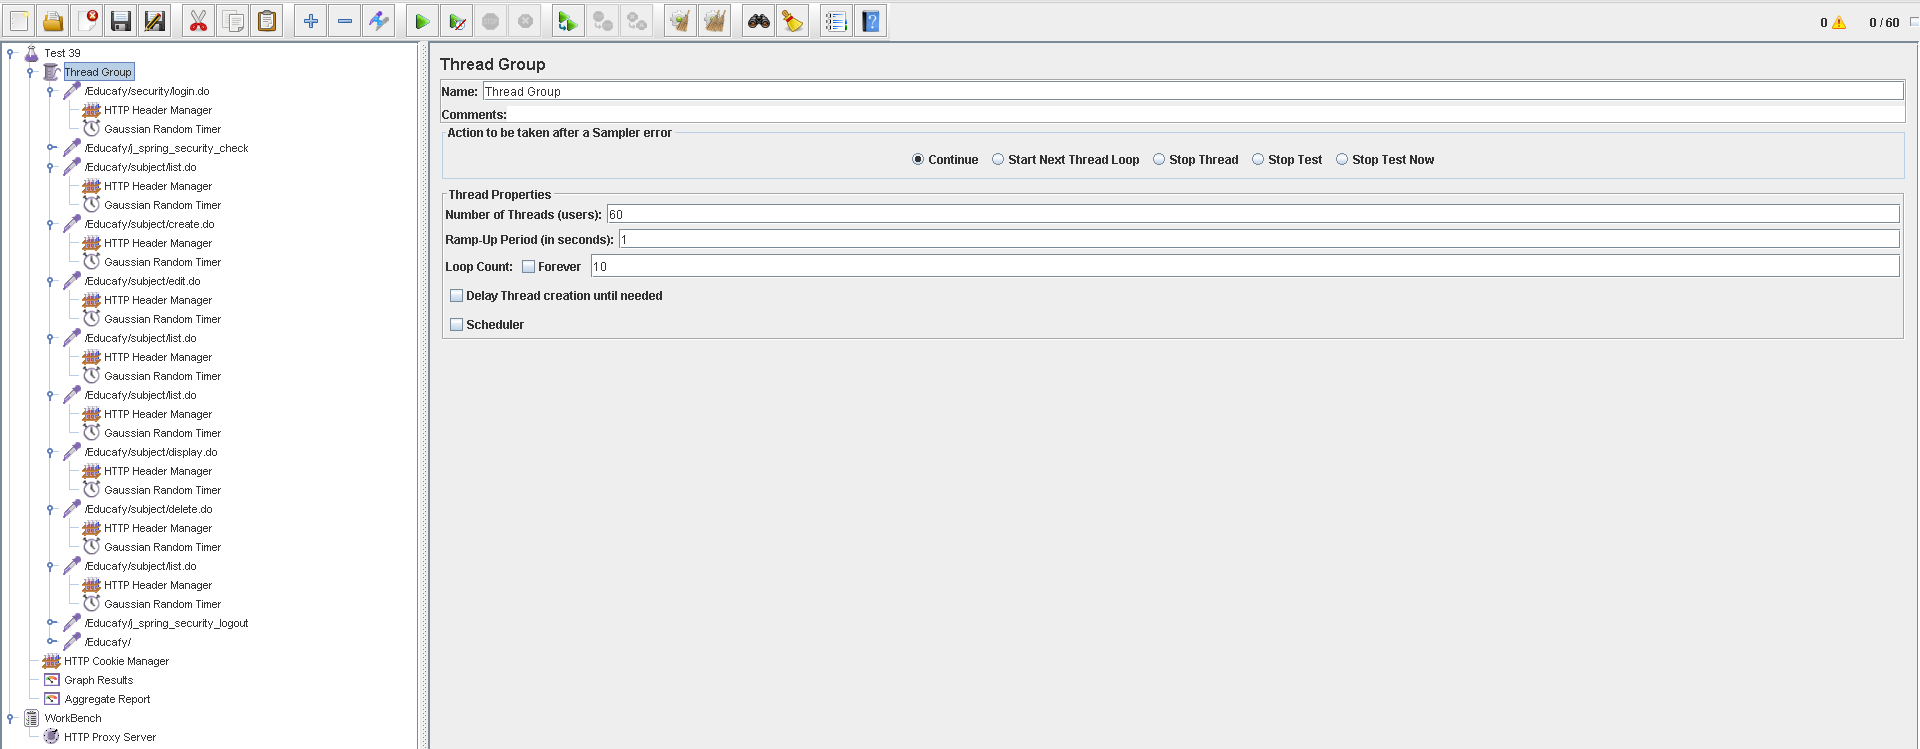 0 0 / 60
Test 39
Thread Group
/Educafy/security/login.do
HTTP Header Manager
Gaussian Random Timer
/Educafy/j_spring_security_check
/Educafy/subject/list.do
HTTP Header Manager
Gaussian Random Timer
/Educafy/subject/create.do
HTTP Header Manager
Gaussian Random Timer
/Educafy/subject/edit.do
HTTP Header Manager
Gaussian Random Timer
/Educafy/subject/list.do
HTTP Header Manager
Gaussian Random Timer
/Educafy/subject/list.do
HTTP Header Manager
Gaussian Random Timer
/Educafy/subject/display.do
HTTP Header Manager
Gaussian Random Timer
/Educafy/subject/delete.do
HTTP Header Manager
Gaussian Random Timer
/Educafy/subject/list.do
HTTP Header Manager
Gaussian Random Timer
/Educafy/j_spring_security_logout
/Educafy/
HTTP Cookie Manager
Graph Results
Aggregate Report
WorkBench
HTTP Proxy Server
Thread Group
Name: Thread Group
Comments:
Action to be taken after a Sampler error
Continue Start Next Thread Loop Stop Thread Stop Test Stop Test Now
Thread Properties
Number of Threads (users): 60
Ramp-Up Period (in seconds): 1
Loop Count: Forever 10
Delay Thread creation until needed
Scheduler